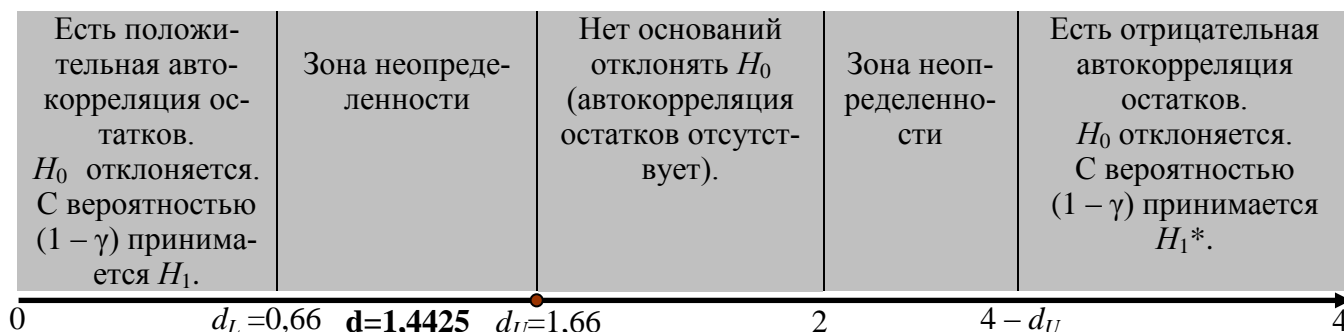 Есть положи-
тельная авто-
корреляция ос-
татков.
H0 отклоняется.
С вероятностью
(1 – γ) принима-
ется H1.
Зона неопреде-
ленности
Нет оснований
отклонять H0
(автокорреляция
остатков отсутст-
вует).
Зона неоп-
ределенно-
сти
Есть отрицательная
автокорреляция
остатков.
H0 отклоняется.
С вероятностью
(1 – γ) принимается
H1*.
0 dL =0,66 d=1,4425 dU=1,66 2 4 – dU 4